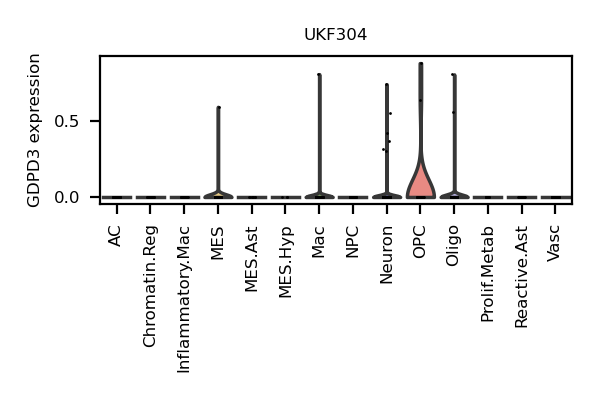 UKF304
GDPD3 expression
0.5
0.0
AC
Chromatin.Reg
Inflammatory.Mac
MES
MES.Ast
MES.Hyp
Mac
NPC
Neuron
OPC
Oligo
Prolif.Metab
Reactive.Ast
Vasc